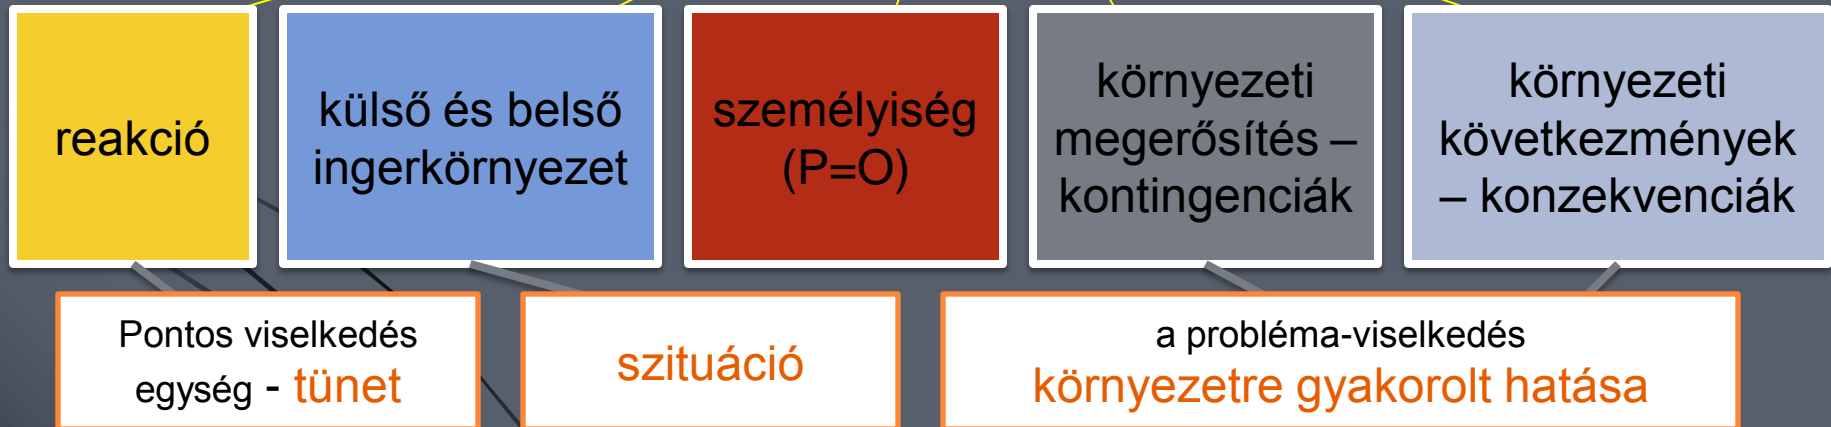 reakció
külső és belső
ingerkörnyezet
személyiség
(P=O)
környezeti
megerősítés –
kontingenciák
környezeti
következmények
– konzekvenciák
Pontos viselkedés
egység - tünet
szituáció
a probléma-viselkedés
környezetre gyakorolt hatása